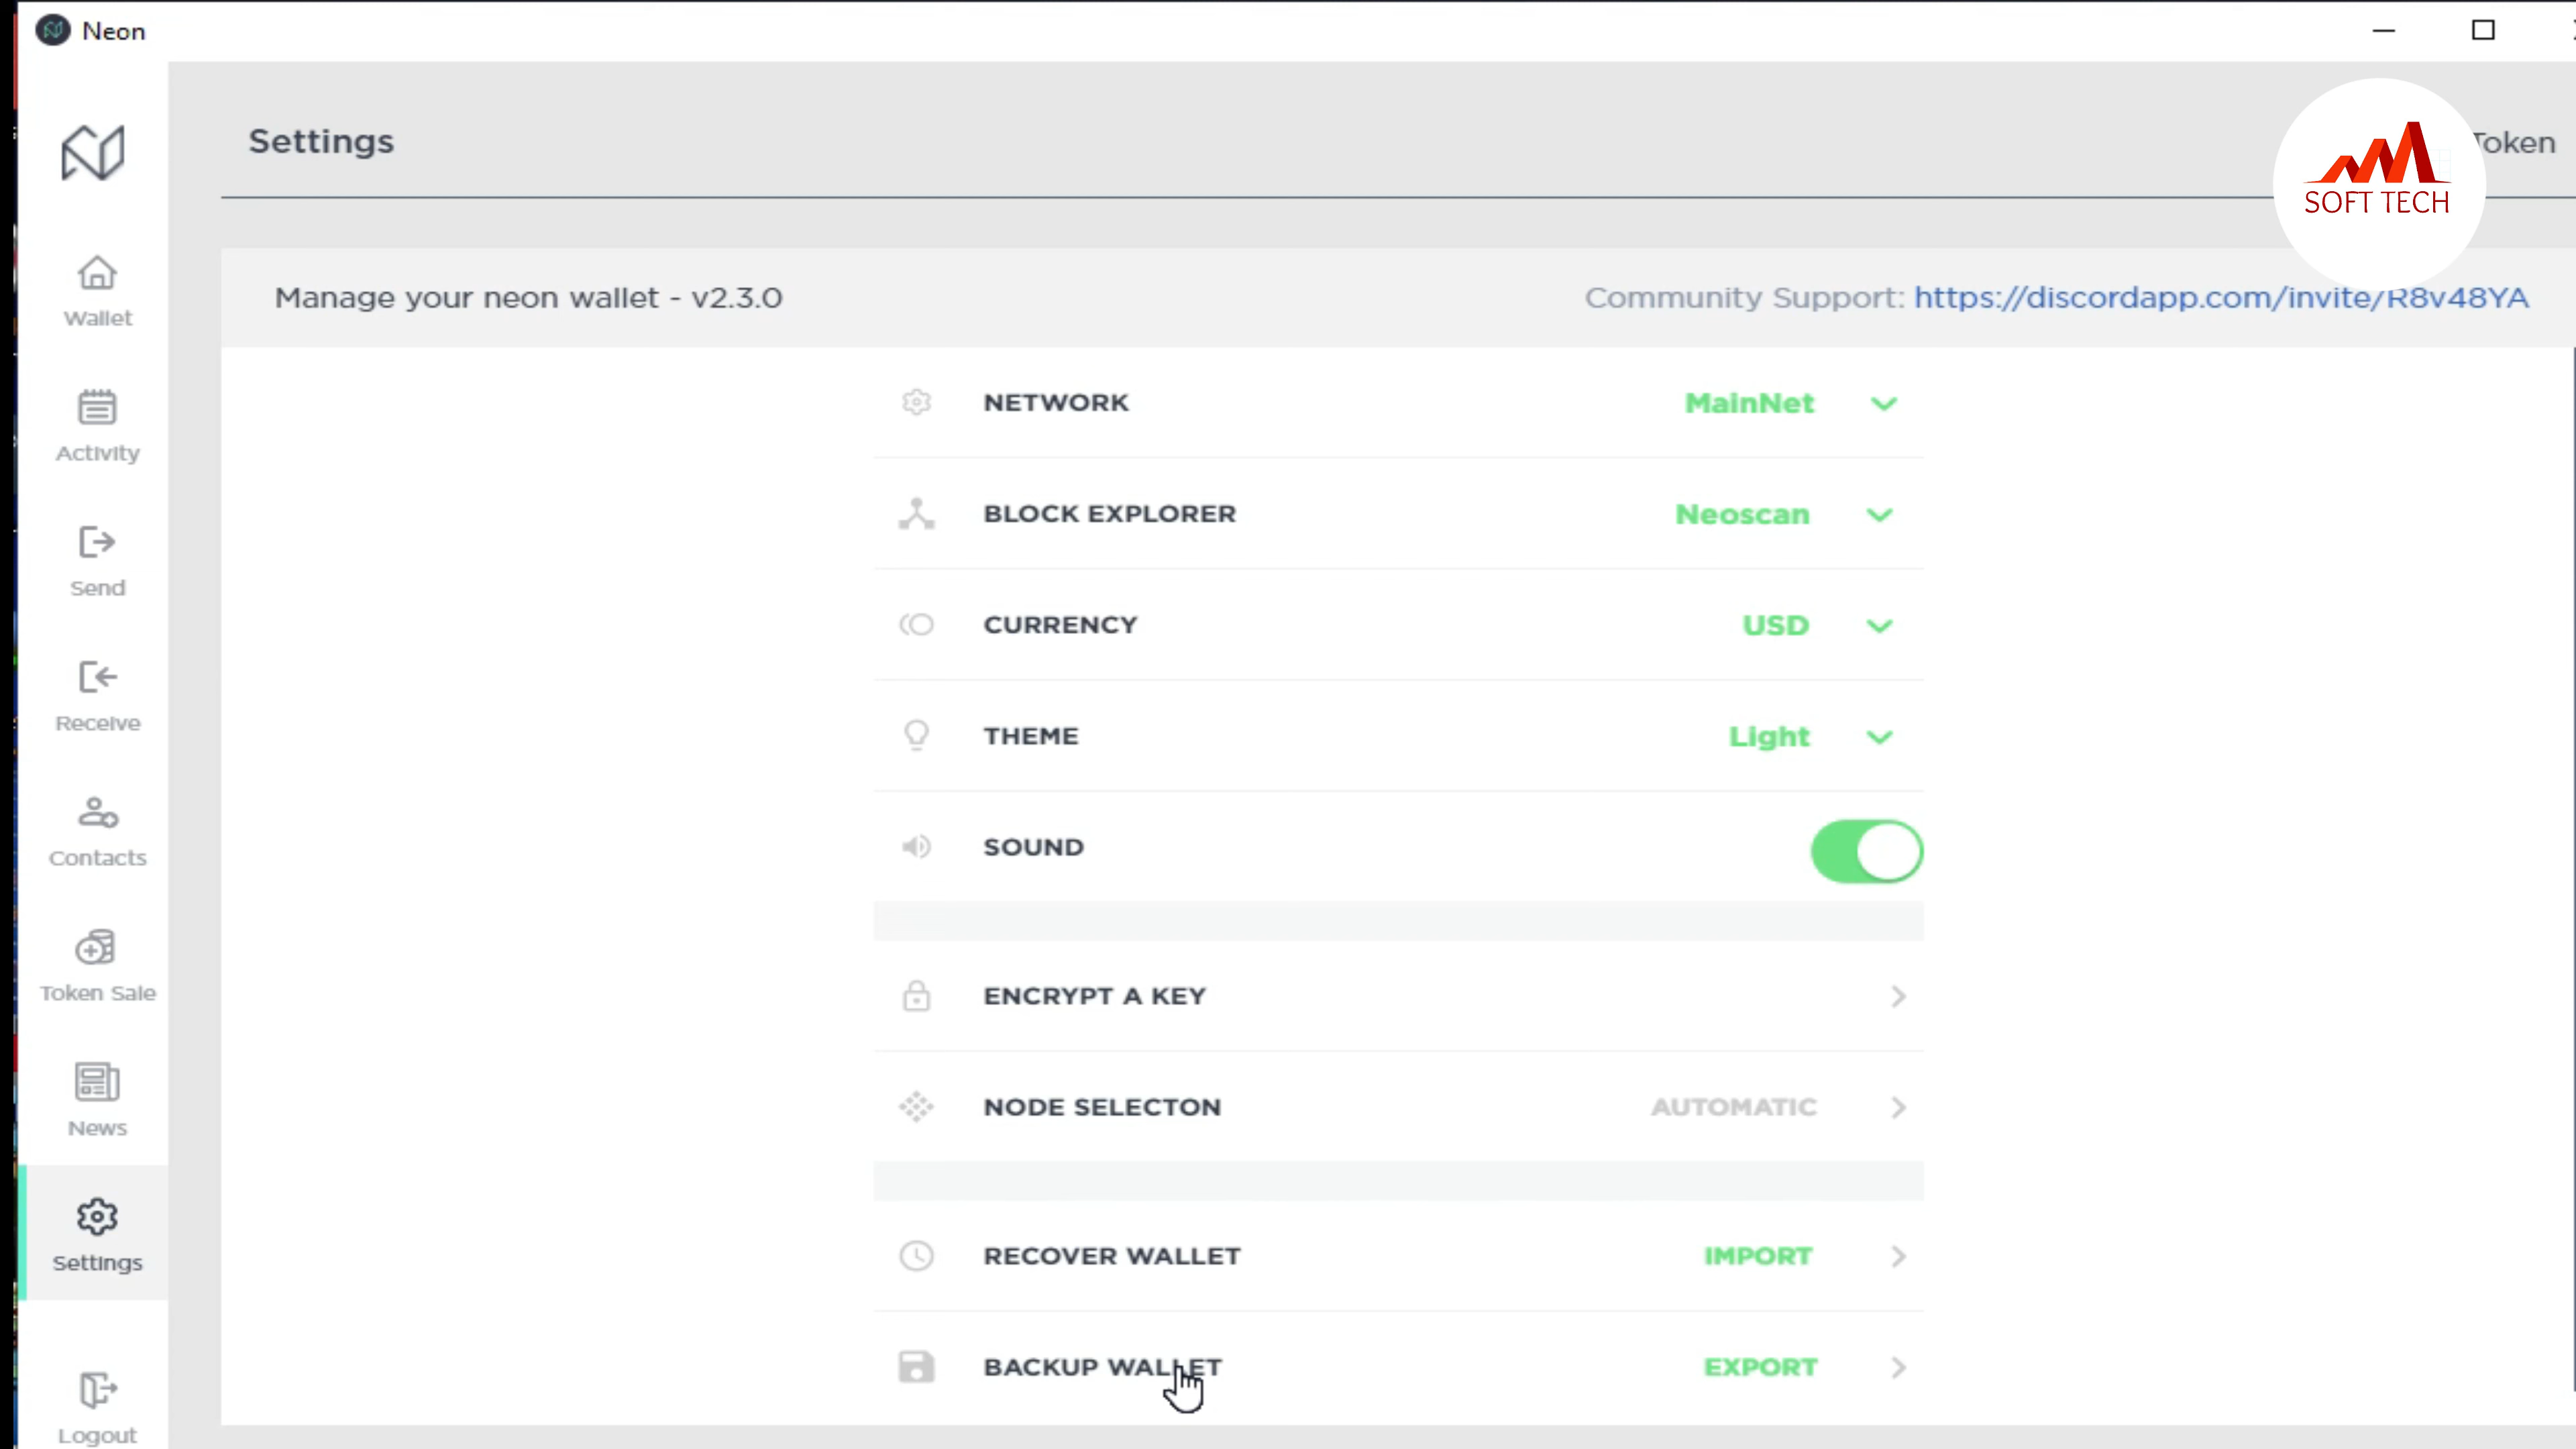 Neon
Settings
Token
SOFT TECH
Manage your neon wallet - v2.3.0
Community Support: https://discordapp.com/invite/R8v48YA
Wallet
Activity
Send
Receive
Contacts
Token Sale
News
Settings
Logout
NETWORK MainNet
BLOCK EXPLORER Neoscan
CURRENCY USD
THEME Light
SOUND
ENCRYPT A KEY
NODE SELECTON AUTOMATIC
RECOVER WALLET IMPORT
BACKUP WALLET EXPORT